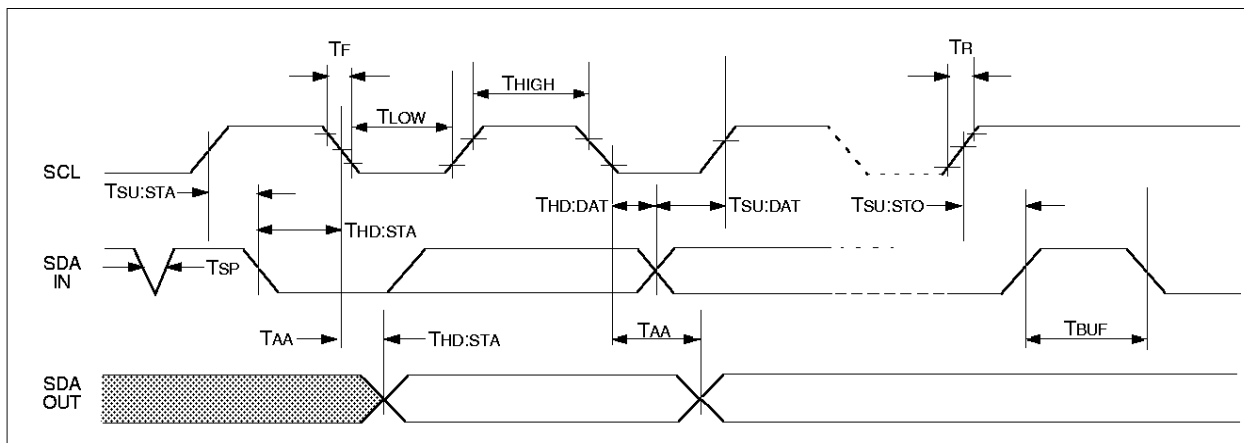 TF
TR
THIGH
TLOW
SCL
TSU:STA
THD:DAT
TSU:DAT
TSU:STO
THD:STA
SDA
IN
TSP
TAA
THD:STA
TAA
TBUF
SDA
OUT